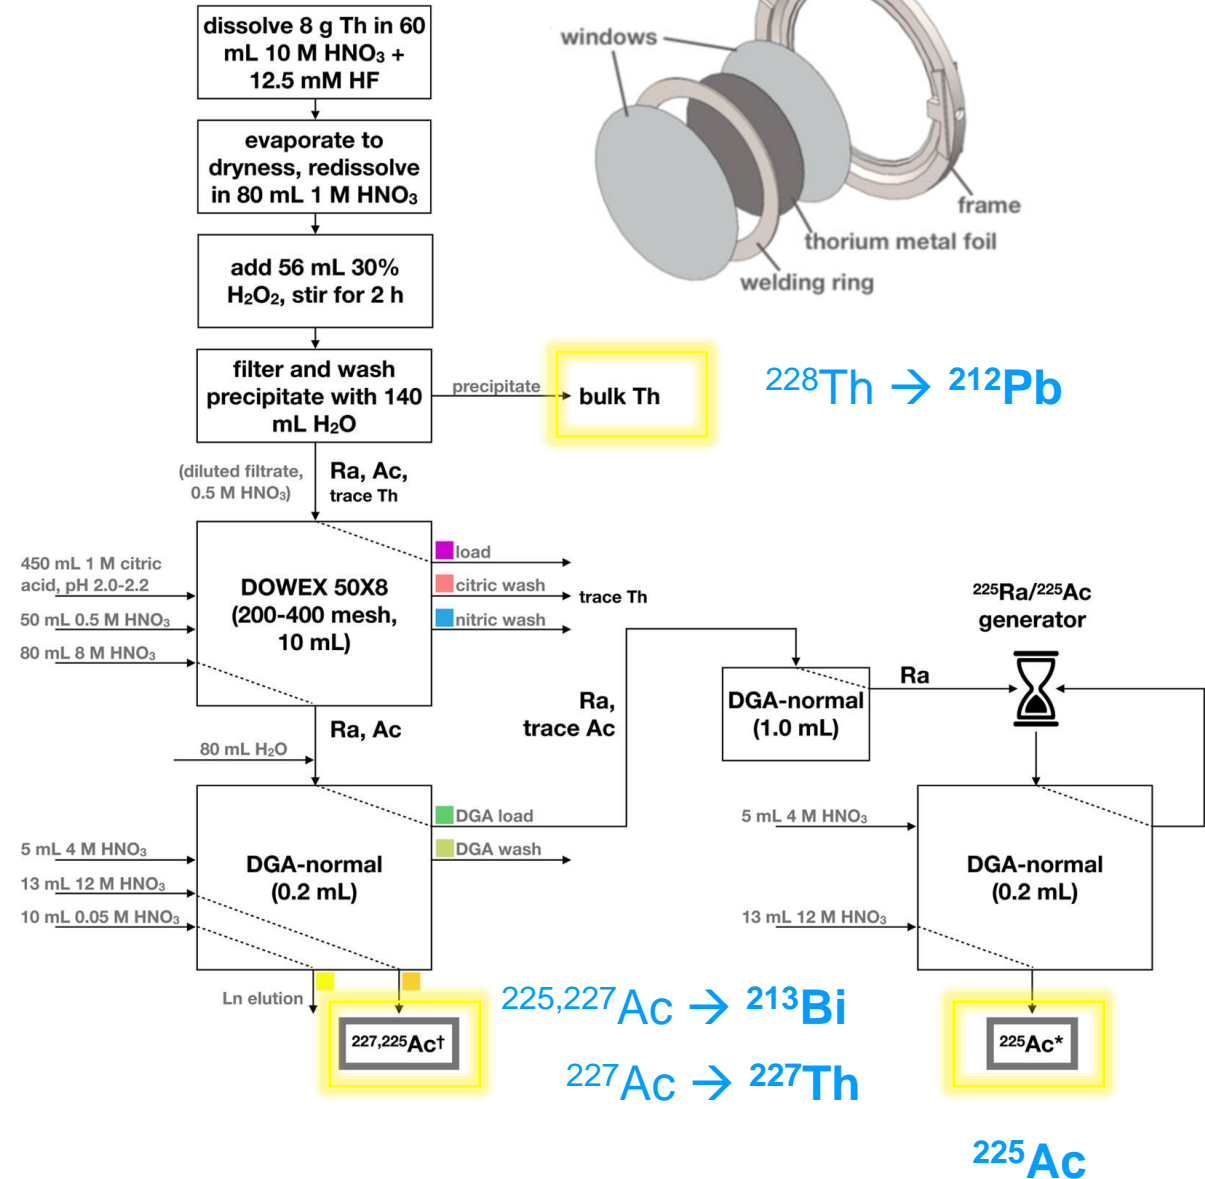 dissolve 8 g Th in 60
mL 10 M HNO₃ +
12.5 mM HF
evaporate to
dryness, redissolve
in 80 mL 1 M HNO₃
add 56 mL 30%
H₂O₂, stir for 2 h
filter and wash
precipitate with 140
mL H₂O
precipitate
bulk Th
windows
frame
thorium metal foil
welding ring
²²⁸Th → ²¹²Pb
(diluted filtrate,
0.5 M HNO₃)
Ra, Ac,
trace Th
450 mL 1 M citric
acid, pH 2.0-2.2
50 mL 0.5 M HNO₃
80 mL 8 M HNO₃
DOWEX 50X8
(200-400 mesh,
10 mL)
load
citric wash
trace Th
nitric wash
Ra, Ac
80 mL H₂O
Ra,
trace Ac
DGA-normal
(1.0 mL)
Ra
²²⁵Ra/²²⁵Ac
generator
5 mL 4 M HNO₃
13 mL 12 M HNO₃
10 mL 0.05 M HNO₃
DGA-normal
(0.2 mL)
DGA load
DGA wash
Ln elution
²²⁷,²²⁵Ac†
5 mL 4 M HNO₃
13 mL 12 M HNO₃
DGA-normal
(0.2 mL)
²²⁵Ac*
²²⁵,²²⁷Ac → ²¹³Bi
²²⁷Ac → ²²⁷Th
²²⁵Ac